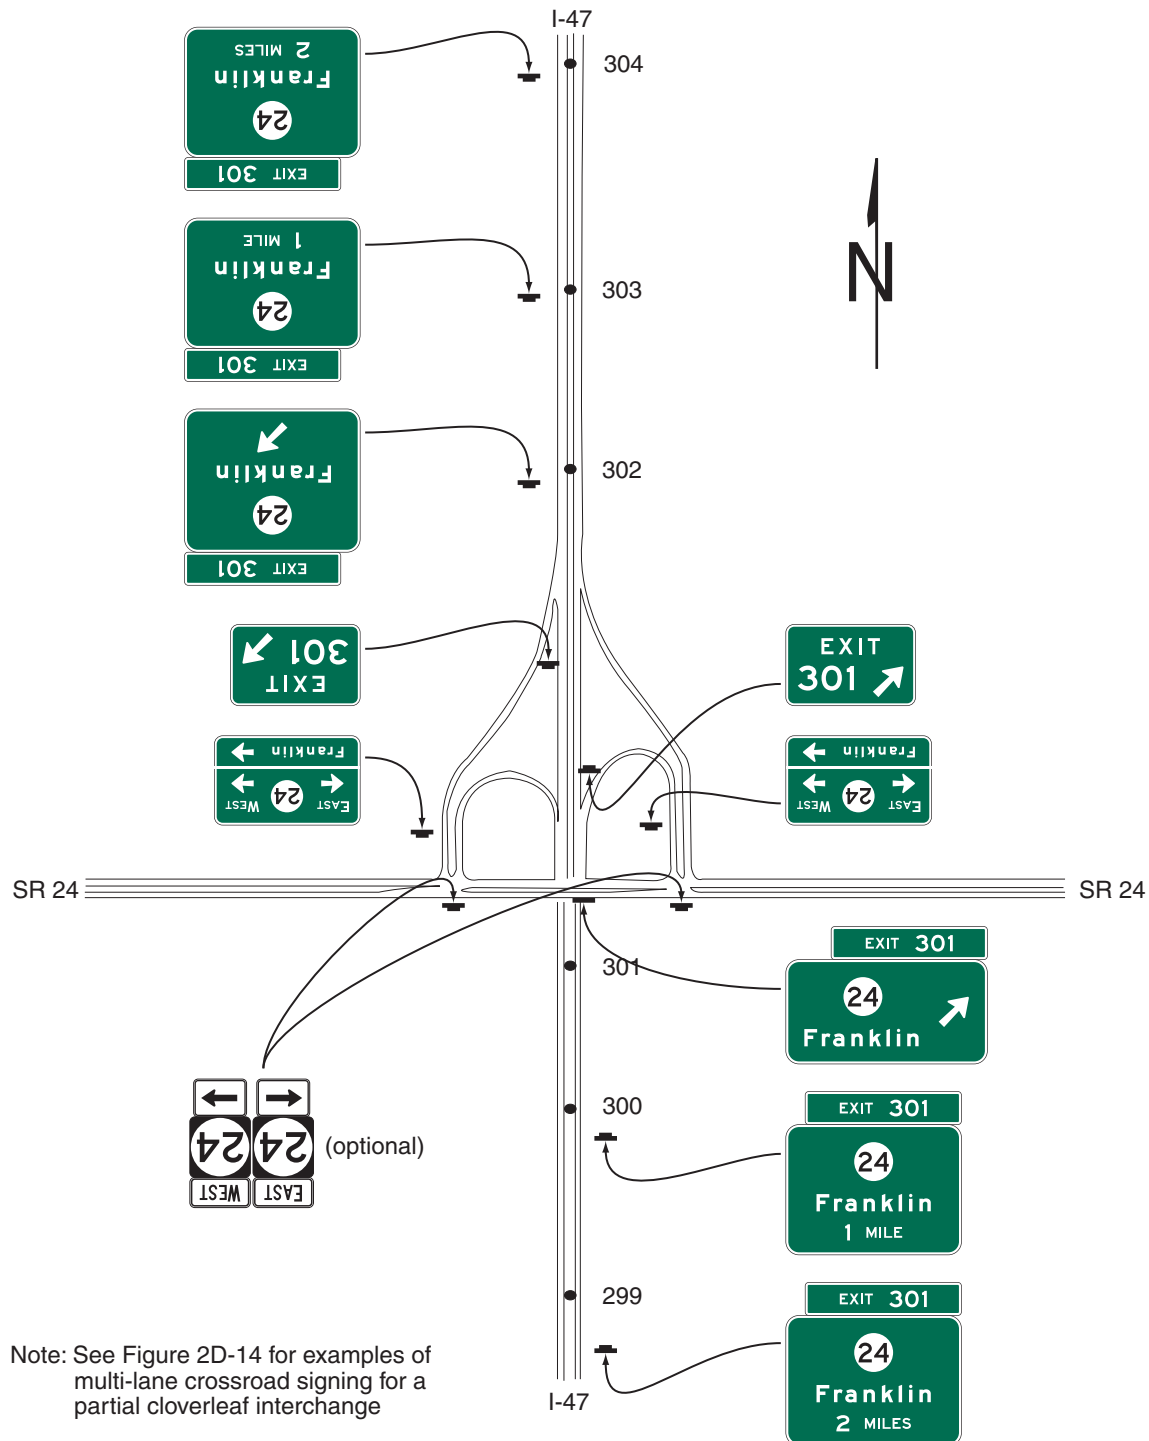 I-47
304
2 MILES
Franklin
24
EXIT 301
N
303
1 MILE
Franklin
24
EXIT 301
302
Franklin
24
EXIT 301
EXIT
301
EXIT
301
Franklin
EAST 24 WEST
Franklin
EAST 24 WEST
SR 24
SR 24
EXIT 301
24
Franklin
301
24 24
WEST EAST
(optional)
300
EXIT 301
24
Franklin
1 MILE
299
EXIT 301
24
Franklin
2 MILES
I-47
Note: See Figure 2D-14 for examples of
multi-lane crossroad signing for a
partial cloverleaf interchange